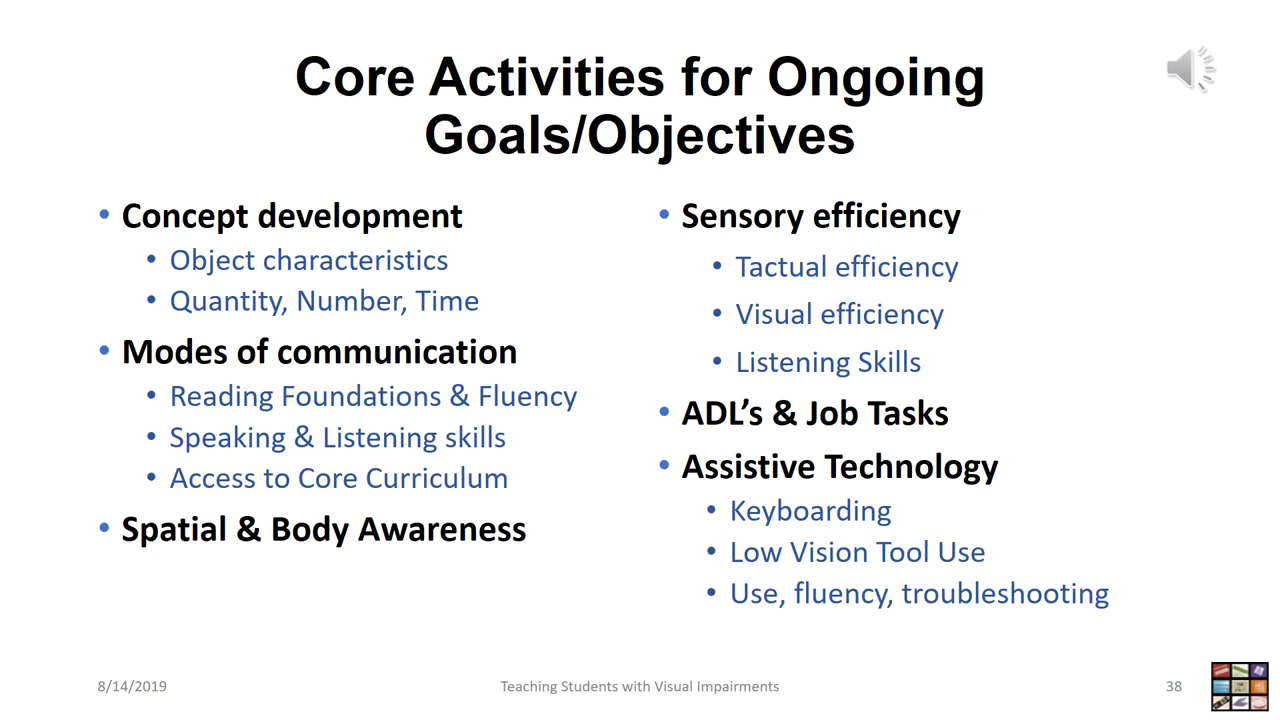 Core Activities for Ongoing
Goals/Objectives
• Concept development
• Object characteristics
• Quantity, Number, Time
• Modes of communication
• Reading Foundations & Fluency
• Speaking & Listening skills
• Access to Core Curriculum
• Spatial & Body Awareness
• Sensory efficiency
• Tactual efficiency
• Visual efficiency
• Listening Skills
• ADL’s & Job Tasks
• Assistive Technology
• Keyboarding
• Low Vision Tool Use
• Use, fluency, troubleshooting
8/14/2019
Teaching Students with Visual Impairments
38